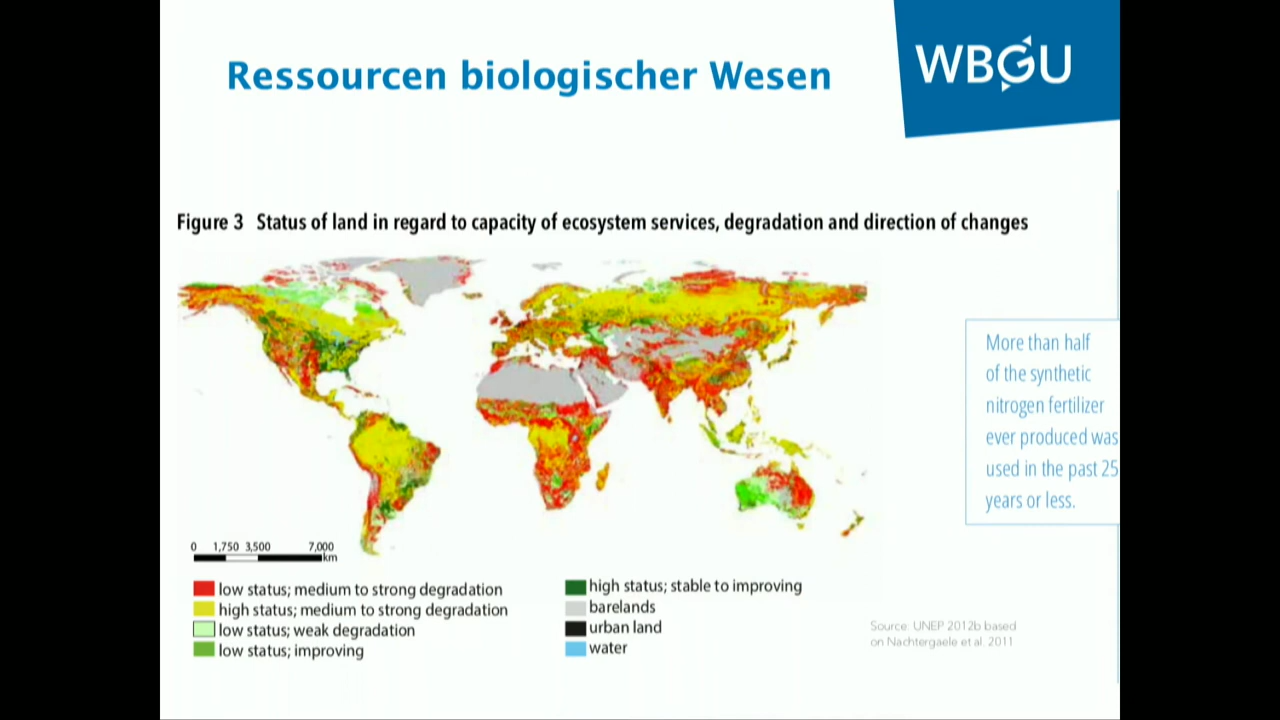 Ressourcen biologischer Wesen
WBGU
Figure 3 Status of land in regard to capacity of ecosystem services, degradation and direction of changes
More than half
of the synthetic
nitrogen fertilizer
ever produced was
used in the past 25
years or less.
0 1,750 3,500 7,000
km
low status; medium to strong degradation
high status; medium to strong degradation
low status; weak degradation
low status; improving
high status; stable to improving
barelands
urban land
water
Source: UNEP 2012b based
on Nachtergaele et al. 2011